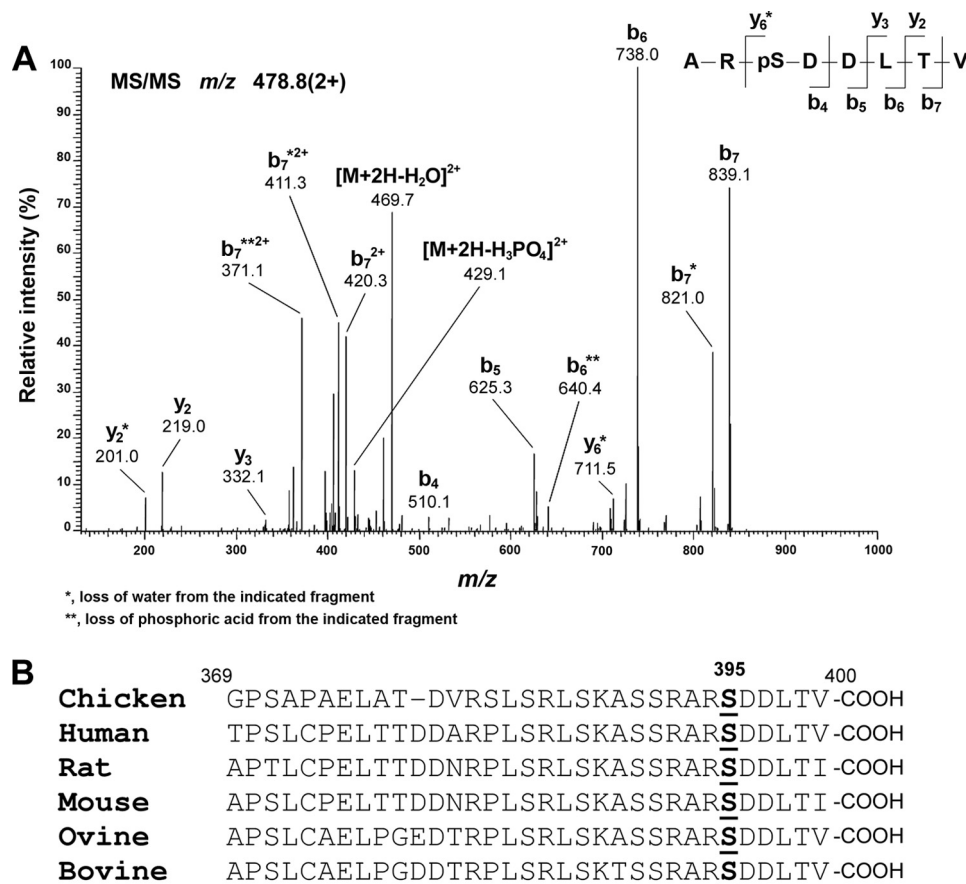 A
MS/MS m/z 478.8(2+)
y6* y3 y2
A–R–pS–D–D–L–T–V
b4 b5 b6 b7
Relative intensity (%)
100
90
80
70
60
50
40
30
20
10
0
y2*
201.0
y2
219.0
y3
332.1
b7**2+
371.1
b7*2+
411.3
b72+
420.3
[M+2H-H2O]2+
469.7
[M+2H-H3PO4]2+
429.1
b4
510.1
b5
625.3
b6**
640.4
y6*
711.5
b6
738.0
b7*
821.0
b7
839.1
200 300 400 500 600 700 800 900 1000
m/z
*, loss of water from the indicated fragment
**, loss of phosphoric acid from the indicated fragment
B
369 395 400
Chicken GPSAPAELAT–DVRSLSRLSKASSRARSDDLTV-COOH
Human TPSLCPELTTDDARPLSRLSKASSRARSDDLTV-COOH
Rat APTLCPELTTDDNRPLSRLSKASSRARSDDLTI-COOH
Mouse APSLCPELTTDDNRPLSRLSKASSRARSDDLTI-COOH
Ovine APSLCAELPGEDTRPLSRLSKASSRARSDDLTV-COOH
Bovine APSLCAELPGDDTRPLSRLSKTSSRARSDDLTV-COOH